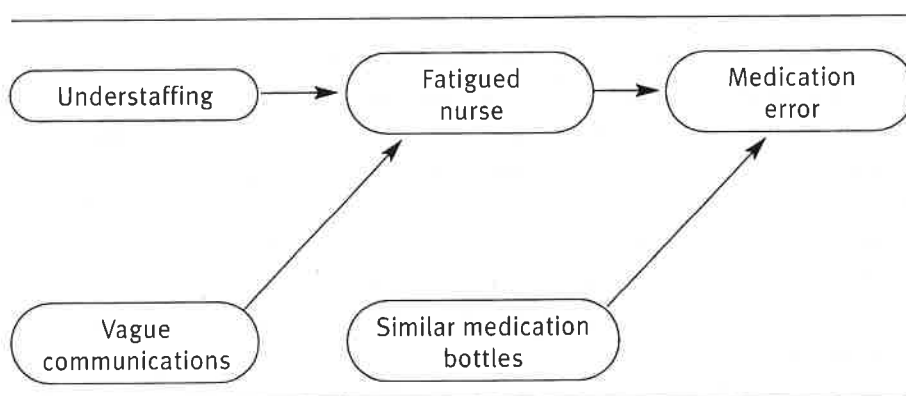 Understaffing
Fatigued
nurse
Medication
error
Vague
communications
Similar medication
bottles